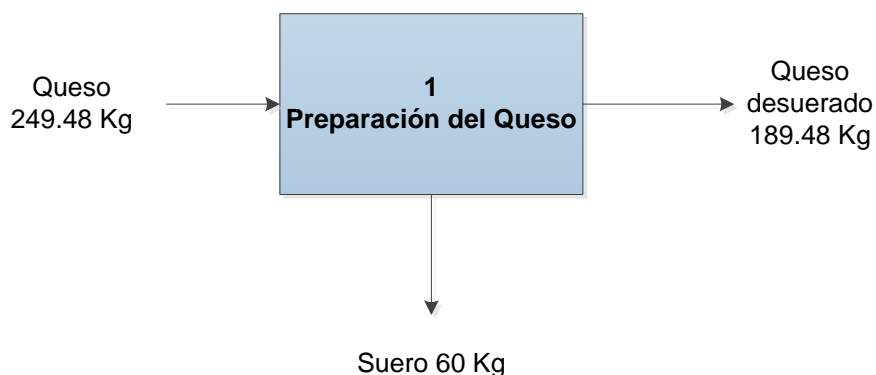 Queso
249.48 Kg
1
Preparación del Queso
Queso
desuerado
189.48 Kg
Suero 60 Kg